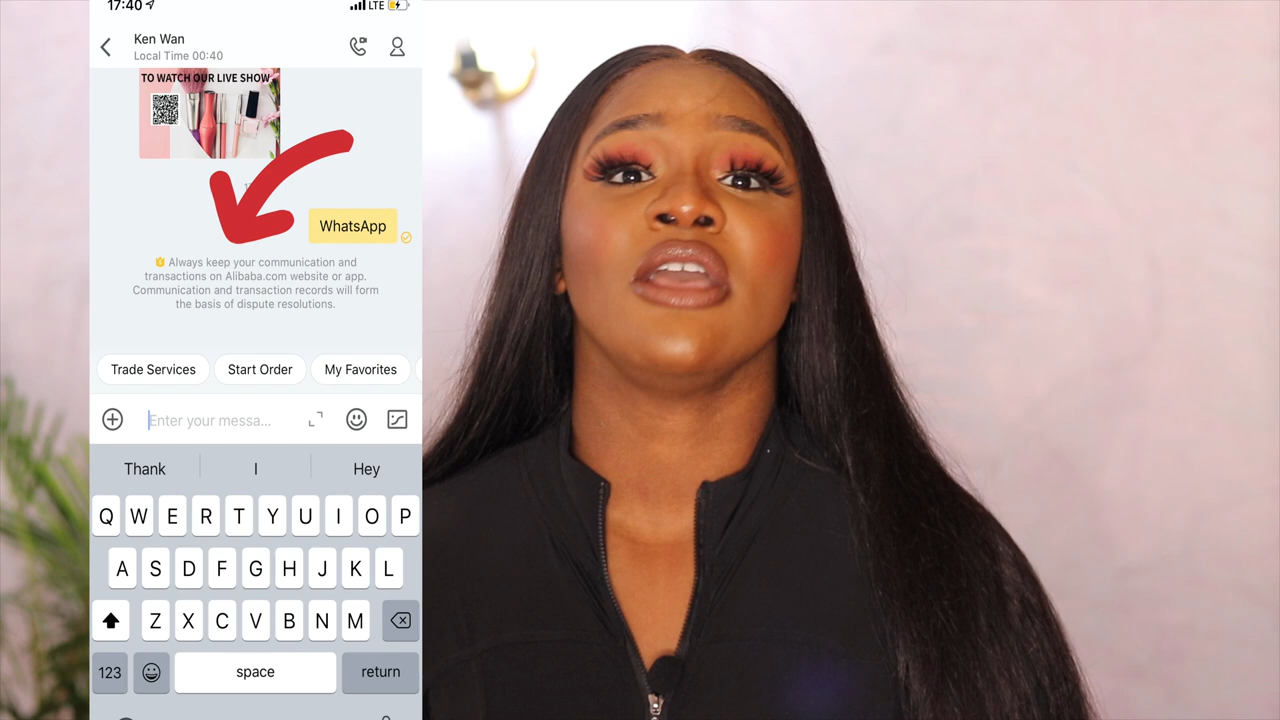 17:40
LTE
Ken Wan
Local Time 00:40
TO WATCH OUR LIVE SHOW
WhatsApp
Always keep your communication and
transactions on Alibaba.com website or app.
Communication and transaction records will form
the basis of dispute resolutions.
Trade Services Start Order My Favorites
Enter your messa...
Thank I Hey
Q W E R T Y U I O P
A S D F G H J K L
Z X C V B N M
123 space return